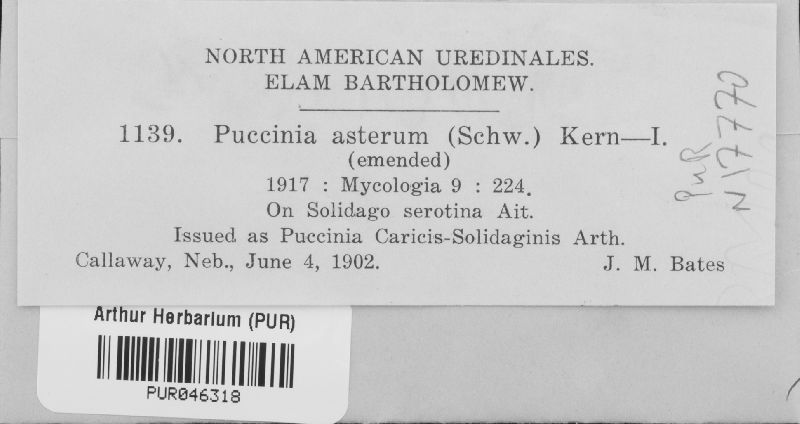 NORTH AMERICAN UREDINALES.
ELAM BARTHOLOMEW.
1139. Puccinia asterum (Schw.) Kern—I.
(emended)
1917 : Mycologia 9 : 224.
On Solidago serotina Ait.
Issued as Puccinia Caricis-Solidaginis Arth.
Callaway, Neb., June 4, 1902. J. M. Bates
PUR
N17770
Arthur Herbarium (PUR)
PUR046318